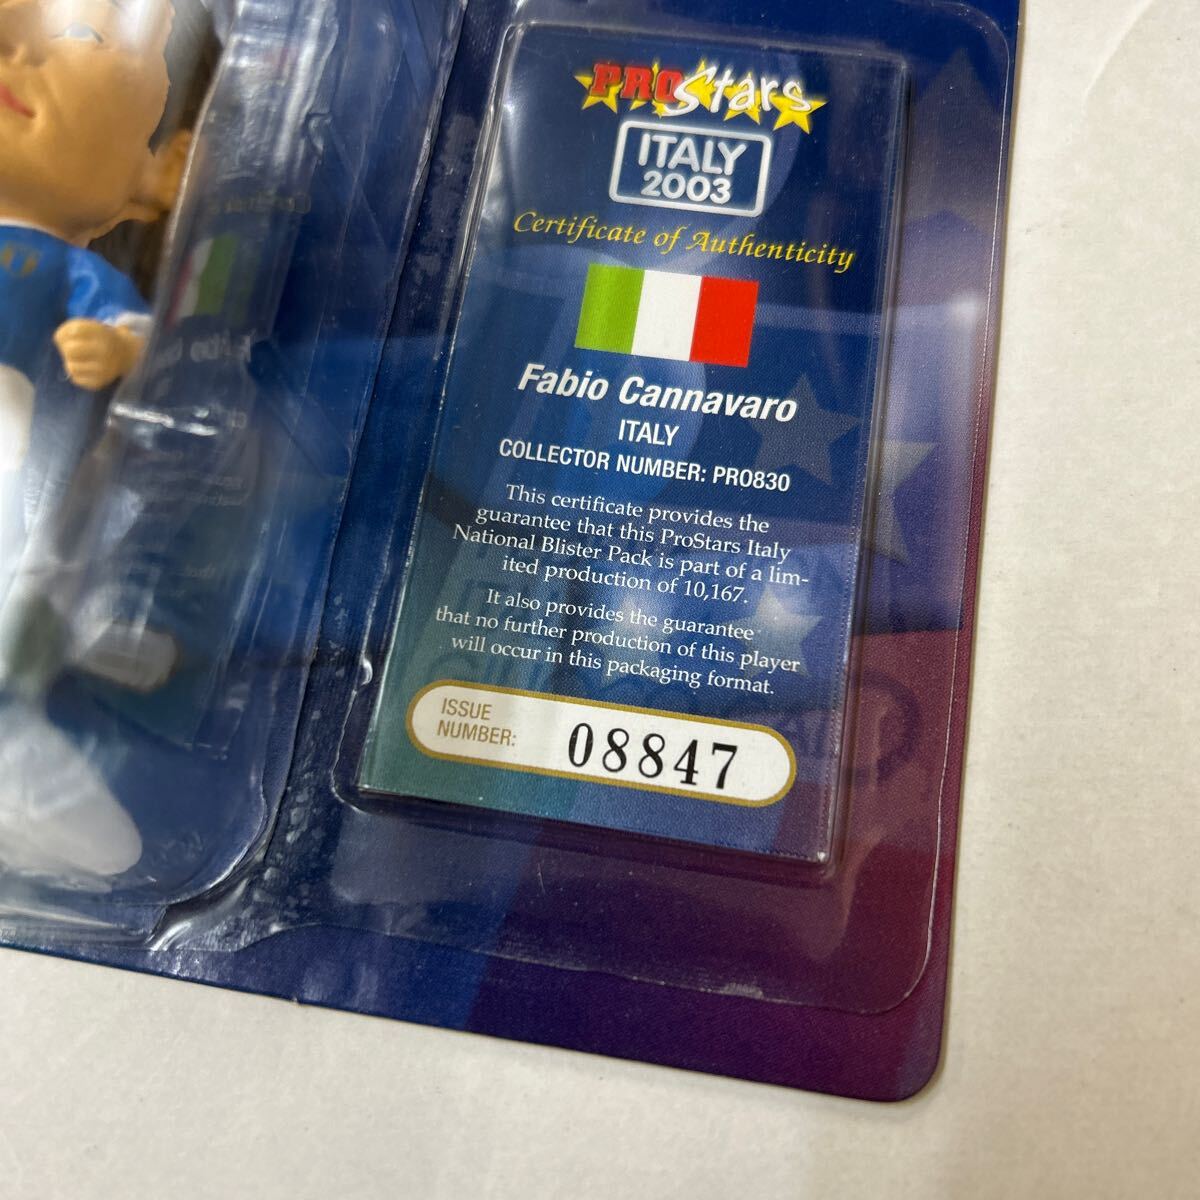 PROStars
ITALY
2003
Certificate of Authenticity
Fabio Cannavaro
ITALY
COLLECTOR NUMBER: PRO830
This certificate provides the
guarantee that this ProStars Italy
National Blister Pack is part of a lim-
ited production of 10,167.
It also provides the guarantee
that no further production of this player
will occur in this packaging format.
ISSUE
NUMBER:
08847